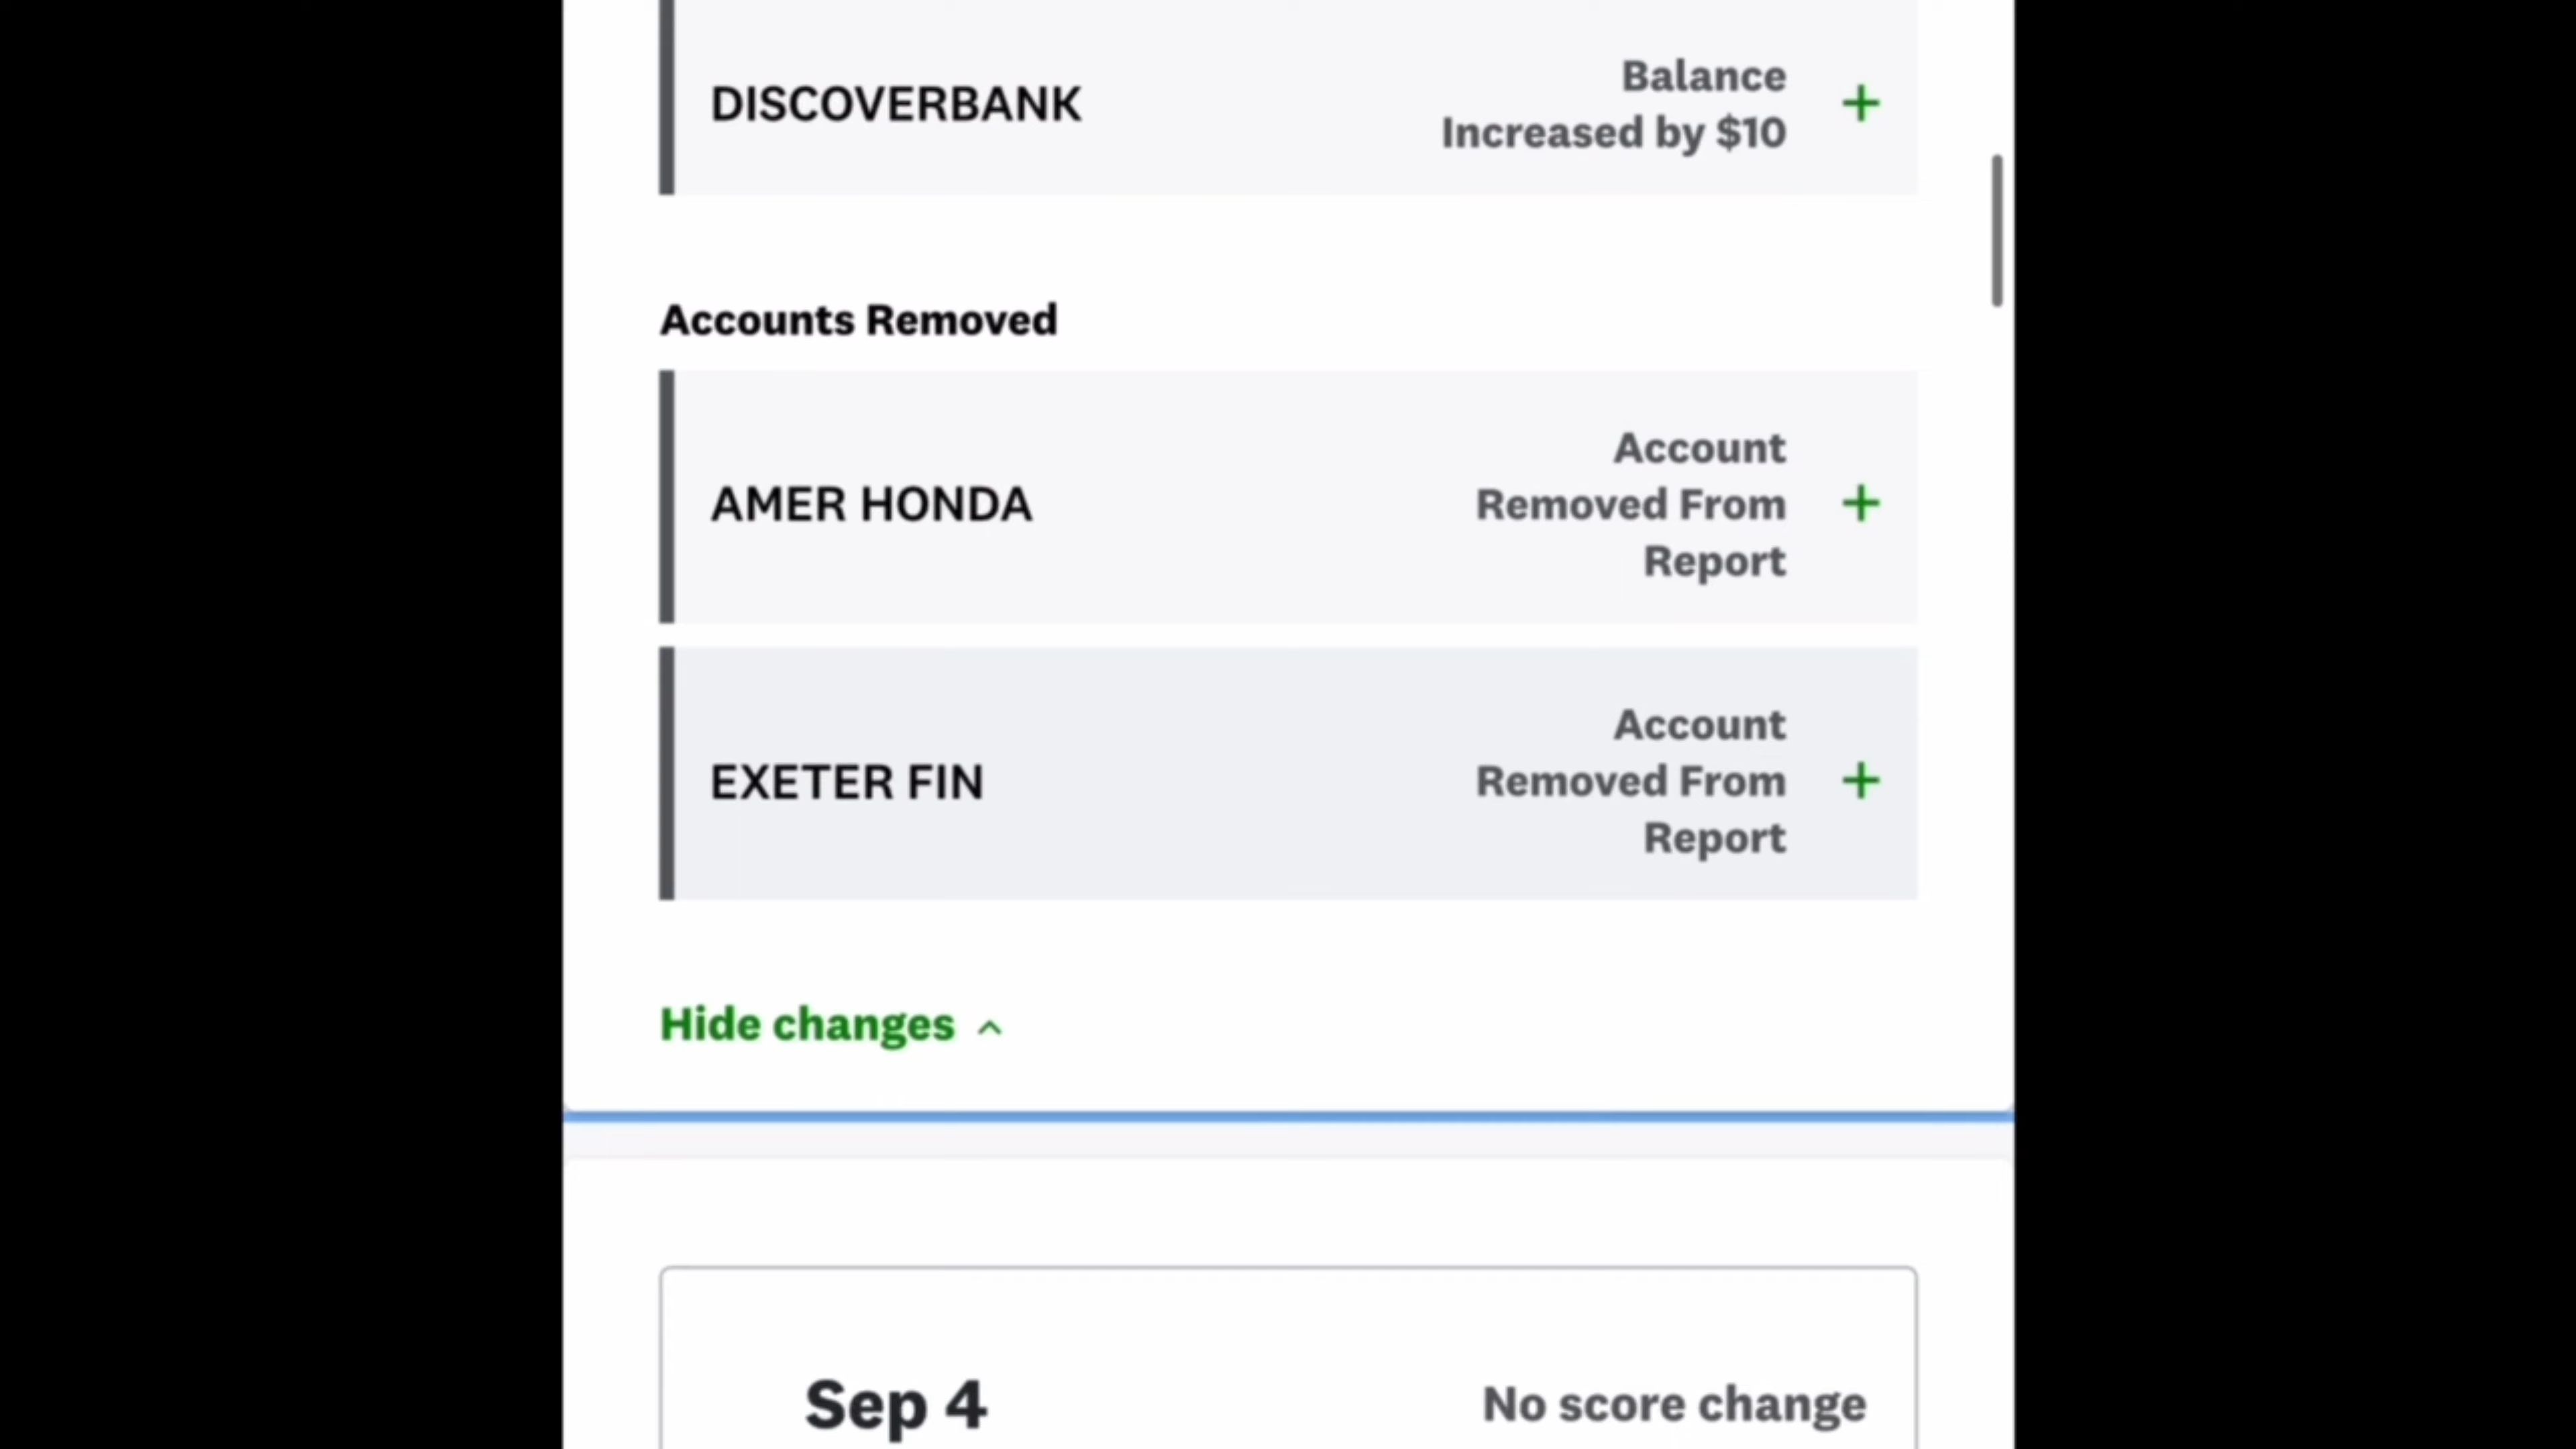 DISCOVERBANK
Balance
Increased by $10
Accounts Removed
AMER HONDA
Account
Removed From
Report
EXETER FIN
Account
Removed From
Report
Hide changes
Sep 4
No score change